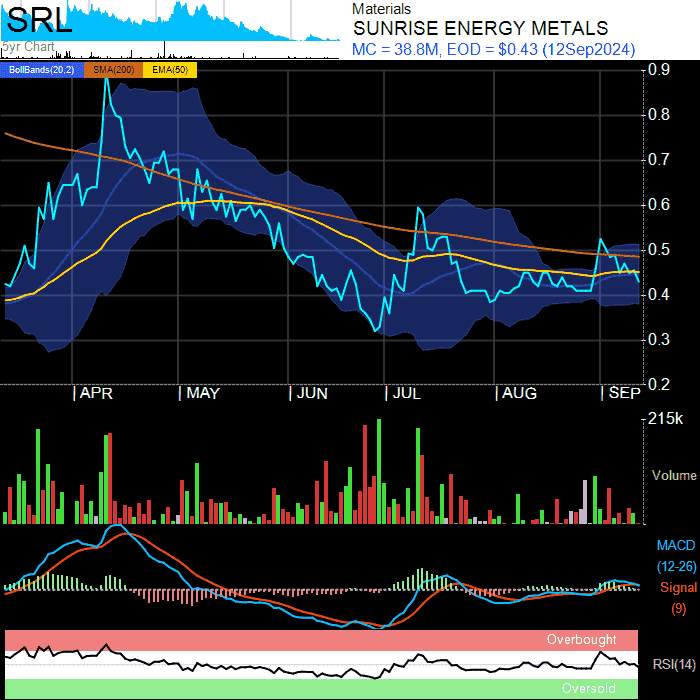 SRL
5yr Chart
Materials
SUNRISE ENERGY METALS
MC = 38.8M, EOD = $0.43 (12Sep2024)
BollBands(20,2) SMA(200) EMA(50)
0.9
0.8
0.7
0.6
0.5
0.4
0.3
0.2
APR MAY JUN JUL AUG SEP
215k
Volume
MACD
(12-26)
Signal
(9)
Overbought
RSI(14)
Oversold